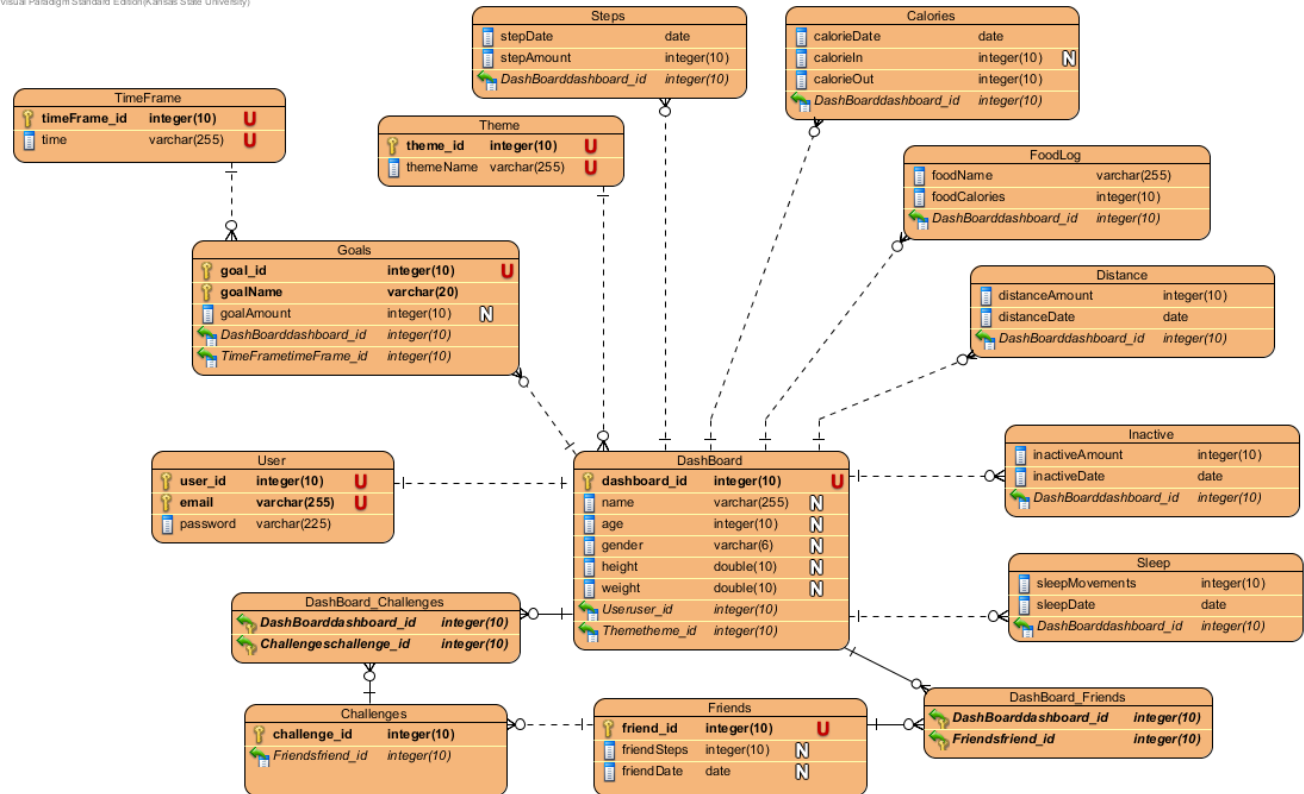 Visual Paradigm Standard Edition(Kansas State University)
Steps
stepDate date
stepAmount integer(10)
DashBoarddashboard_id integer(10)
Calories
calorieDate date
calorieIn integer(10) N
calorieOut integer(10)
DashBoarddashboard_id integer(10)
TimeFrame
timeFrame_id integer(10) U
time varchar(255) U
Theme
theme_id integer(10) U
themeName varchar(255) U
FoodLog
foodName varchar(255)
foodCalories integer(10)
DashBoarddashboard_id integer(10)
Goals
goal_id integer(10) U
goalName varchar(20)
goalAmount integer(10) N
DashBoarddashboard_id integer(10)
TimeFrametimeFrame_id integer(10)
Distance
distanceAmount integer(10)
distanceDate date
DashBoarddashboard_id integer(10)
Inactive
inactiveAmount integer(10)
inactiveDate date
DashBoarddashboard_id integer(10)
User
user_id integer(10) U
email varchar(255) U
password varchar(225)
DashBoard
dashboard_id integer(10) U
name varchar(255) N
age integer(10) N
gender varchar(6) N
height double(10) N
weight double(10) N
Useruser_id integer(10)
Themetheme_id integer(10)
Sleep
sleepMovements integer(10)
sleepDate date
DashBoarddashboard_id integer(10)
DashBoard_Challenges
DashBoarddashboard_id integer(10)
Challengeschallenge_id integer(10)
Challenges
challenge_id integer(10)
Friendsfriend_id integer(10)
Friends
friend_id integer(10) U
friendSteps integer(10) N
friendDate date N
DashBoard_Friends
DashBoarddashboard_id integer(10)
Friendsfriend_id integer(10)